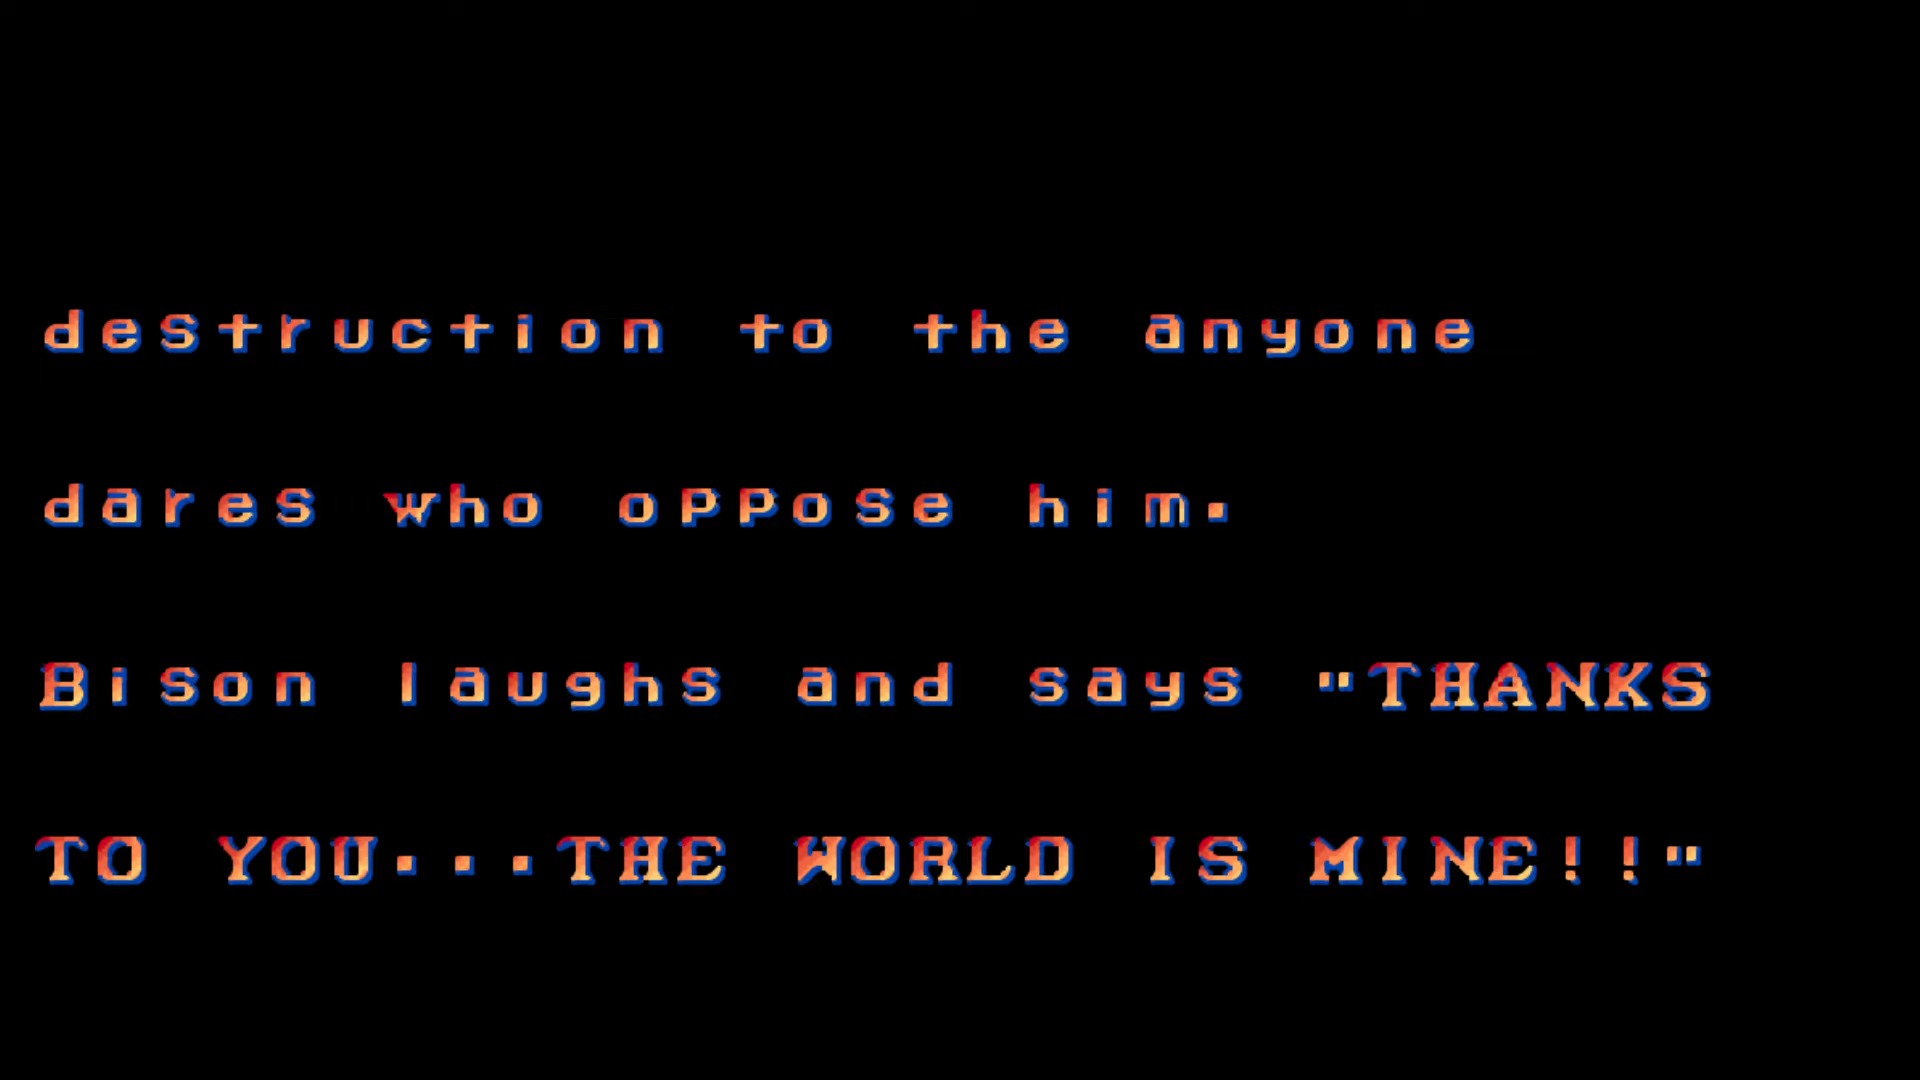 destruction to the anyone
dares who oppose him.
Bison laughs and says "THANKS
TO YOU...THE WORLD IS MINE!!"